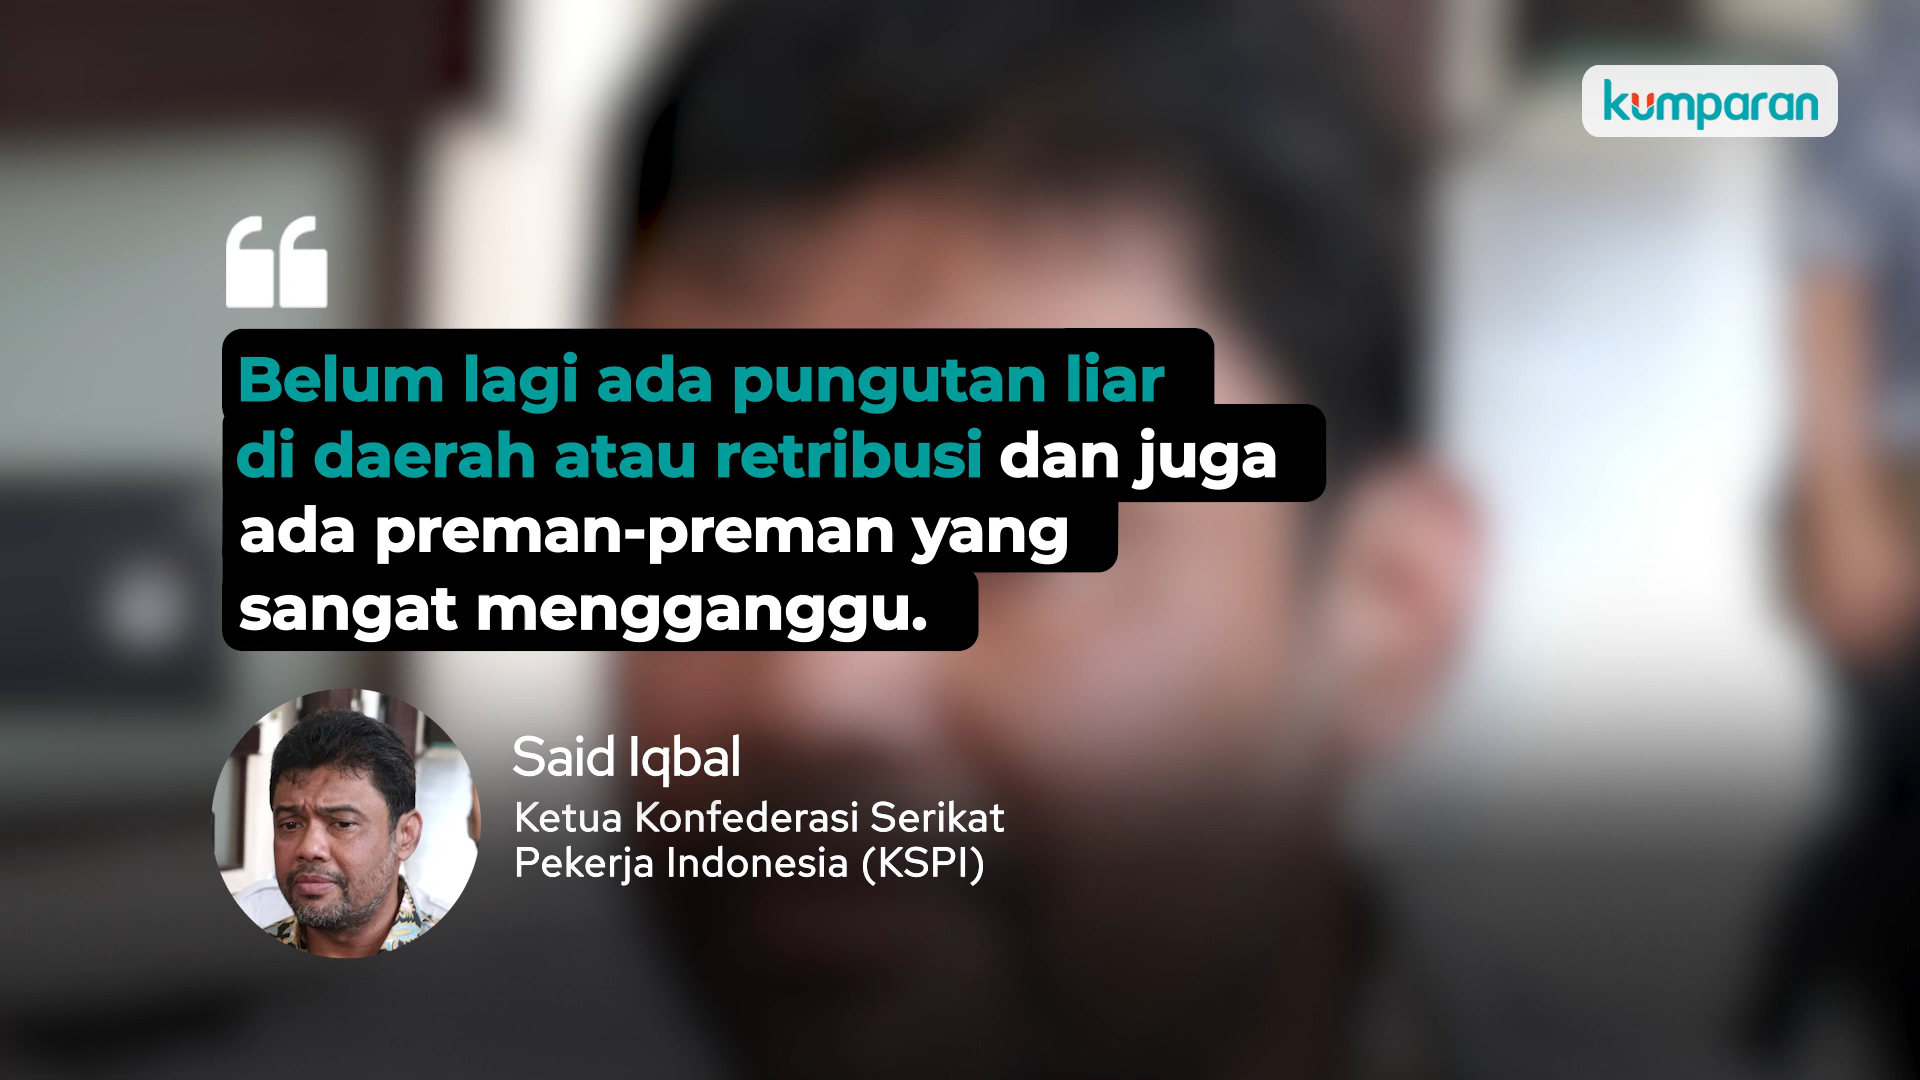 kumparan
“
Belum lagi ada pungutan liar
di daerah atau retribusi dan juga
ada preman-preman yang
sangat mengganggu.
Said Iqbal
Ketua Konfederasi Serikat
Pekerja Indonesia (KSPI)